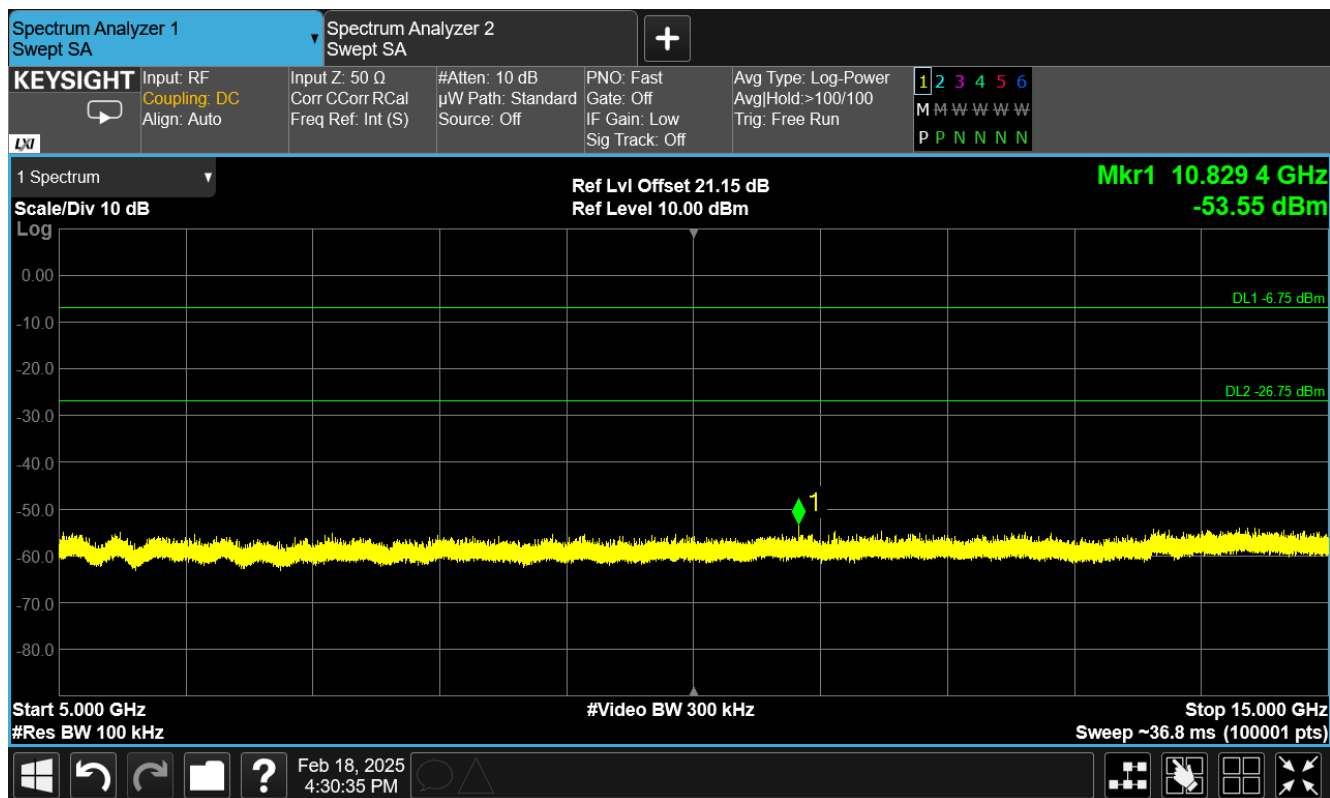 Spectrum Analyzer 1
Swept SA
Spectrum Analyzer 2
Swept SA
KEYSIGHT
LXI
Input: RF
Coupling: DC
Align: Auto
Input Z: 50 Ω
Corr CCorr RCal
Freq Ref: Int (S)
#Atten: 10 dB
µW Path: Standard
Source: Off
PNO: Fast
Gate: Off
IF Gain: Low
Sig Track: Off
Avg Type: Log-Power
Avg|Hold:>100/100
Trig: Free Run
1 2 3 4 5 6
M M W W W W
P P N N N N
1 Spectrum
Scale/Div 10 dB
Log
Ref Lvl Offset 21.15 dB
Ref Level 10.00 dBm
Mkr1 10.829 4 GHz
-53.55 dBm
0.00
-10.0
-20.0
-30.0
-40.0
-50.0
-60.0
-70.0
-80.0
DL1 -6.75 dBm
DL2 -26.75 dBm
1
Start 5.000 GHz
#Res BW 100 kHz
#Video BW 300 kHz
Stop 15.000 GHz
Sweep ~36.8 ms (100001 pts)
?
Feb 18, 2025
4:30:35 PM